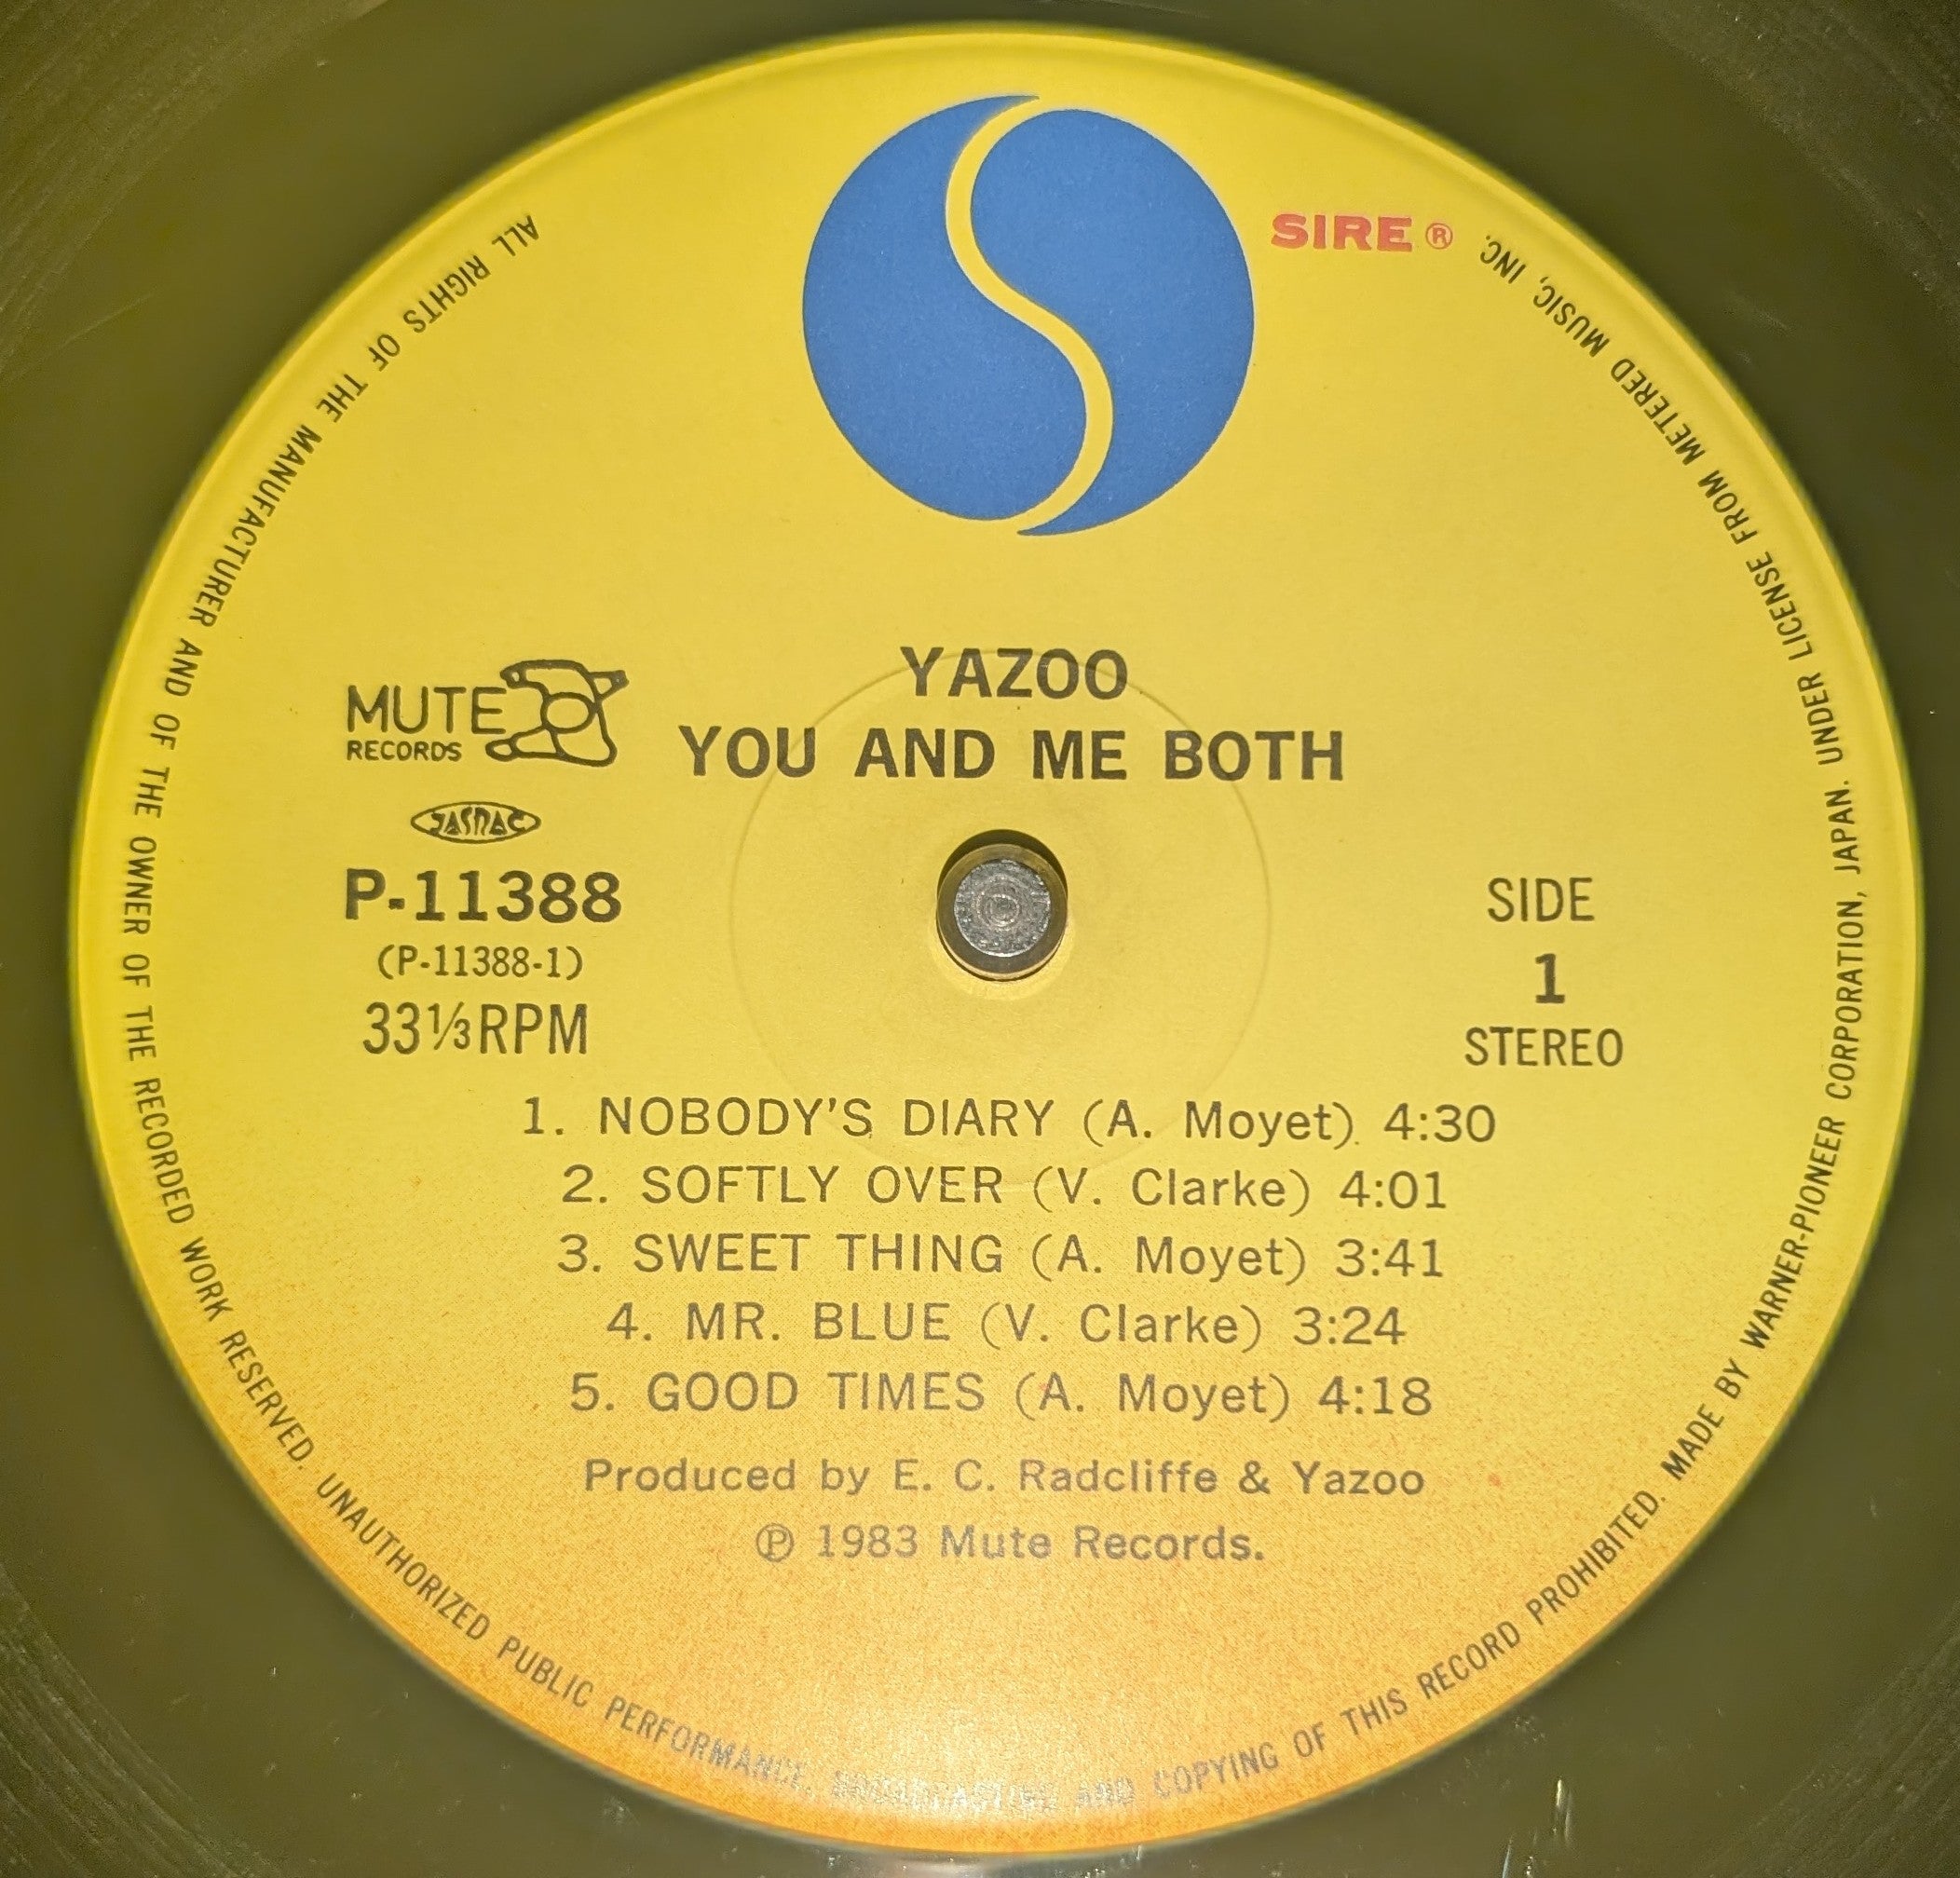 SIRE ®
YAZOO
YOU AND ME BOTH
MUTE
RECORDS
JASRAC
P-11388
(P-11388-1)
33⅓RPM
SIDE
1
STEREO
1. NOBODY'S DIARY (A. Moyet) 4:30
2. SOFTLY OVER (V. Clarke) 4:01
3. SWEET THING (A. Moyet) 3:41
4. MR. BLUE (V. Clarke) 3:24
5. GOOD TIMES (A. Moyet) 4:18
Produced by E. C. Radcliffe & Yazoo
℗ 1983 Mute Records.
ALL RIGHTS OF THE MANUFACTURER AND OF THE OWNER OF THE RECORDED WORK RESERVED. UNAUTHORIZED PUBLIC PERFORMANCE, BROADCASTING AND COPYING OF THIS RECORD PROHIBITED. MADE BY WARNER-PIONEER CORPORATION, JAPAN. UNDER LICENSE FROM METERED MUSIC, INC.